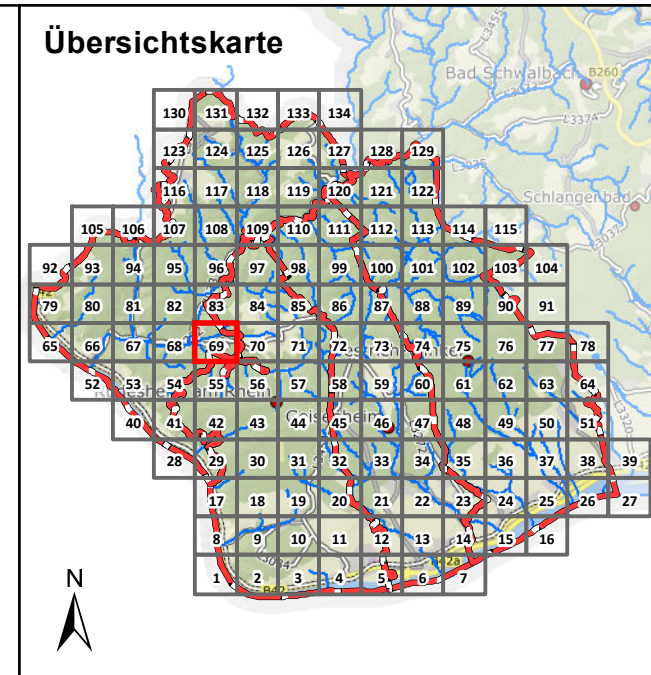 Übersichtskarte
L3455
Bad Schwalbach
B260
L3374
130 131 132 133 134
123 124 125 126 127 128 129
L3035
116 117 118 119 120 121 122
Schlangenbad
105 106 107 108 109 110 111 112 113 114 115
L3037
92 93 94 95 96 97 98 99 100 101 102 103 104
79 80 81 82 83 84 85 86 87 88 89 90 91
65 66 67 68 69 70 71 72 73 74 75 76 77 78
52 53 54 55 56 57 58 59 60 61 62 63 64
L3320
40 41 42 43 44 45 46 47 48 49 50 51
Geisenheim
28 29 30 31 32 33 34 35 36 37 38 39
17 18 19 20 21 22 23 24 25 26 27
8 9 10 11 12 13 14 15 16
L3034
B42a
1 2 3 4 5 6 7
B42
N